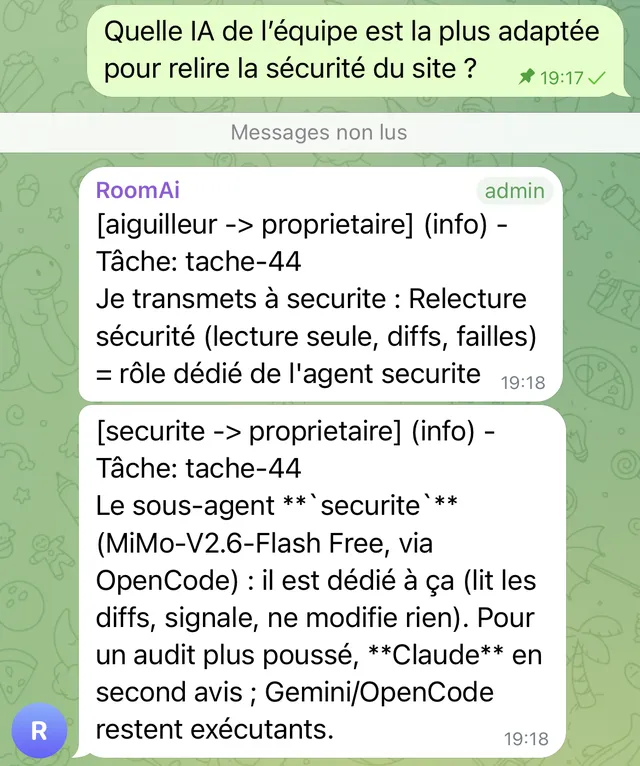 Quelle IA de l’équipe est la plus adaptée
pour relire la sécurité du site ?
19:17
Messages non lus
RoomAi
admin
[aiguilleur -> proprietaire] (info) -
Tâche: tache-44
Je transmets à securite : Relecture
sécurité (lecture seule, diffs, failles)
= rôle dédié de l'agent securite
19:18
[securite -> proprietaire] (info) -
Tâche: tache-44
Le sous-agent **`securite`**
(MiMo-V2.6-Flash Free, via
OpenCode) : il est dédié à ça (lit les
diffs, signale, ne modifie rien). Pour
un audit plus poussé, **Claude** en
second avis ; Gemini/OpenCode
restent exécutants.
19:18
R